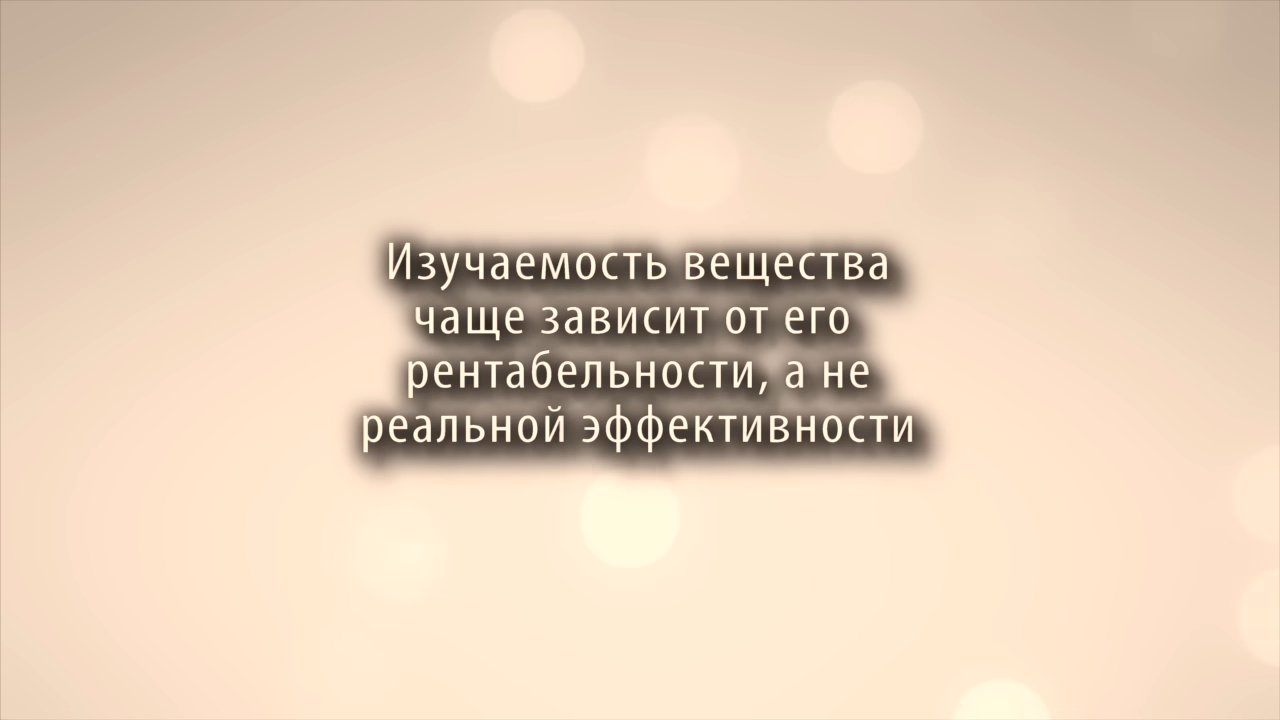 Изучаемость вещества
чаще зависит от его
рентабельности, а не
реальной эффективности